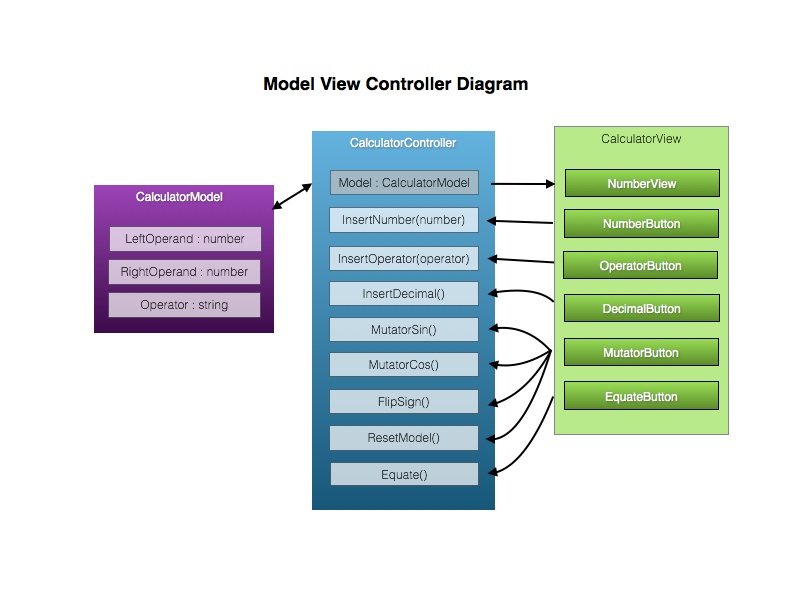 Model View Controller Diagram
CalculatorModel
LeftOperand : number
RightOperand : number
Operator : string
CalculatorController
Model : CalculatorModel
InsertNumber(number)
InsertOperator(operator)
InsertDecimal()
MutatorSin()
MutatorCos()
FlipSign()
ResetModel()
Equate()
CalculatorView
NumberView
NumberButton
OperatorButton
DecimalButton
MutatorButton
EquateButton